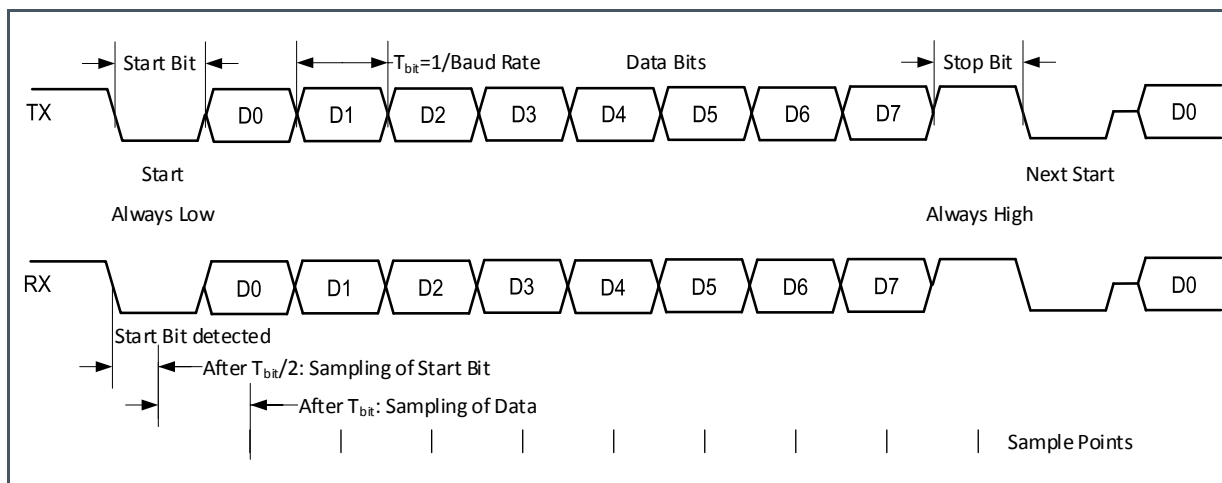 Start Bit
T_bit=1/Baud Rate
Data Bits
Stop Bit
TX
D0 D1 D2 D3 D4 D5 D6 D7 D0
Start
Next Start
Always Low
Always High
RX
D0 D1 D2 D3 D4 D5 D6 D7 D0
Start Bit detected
After T_bit/2: Sampling of Start Bit
After T_bit: Sampling of Data
Sample Points